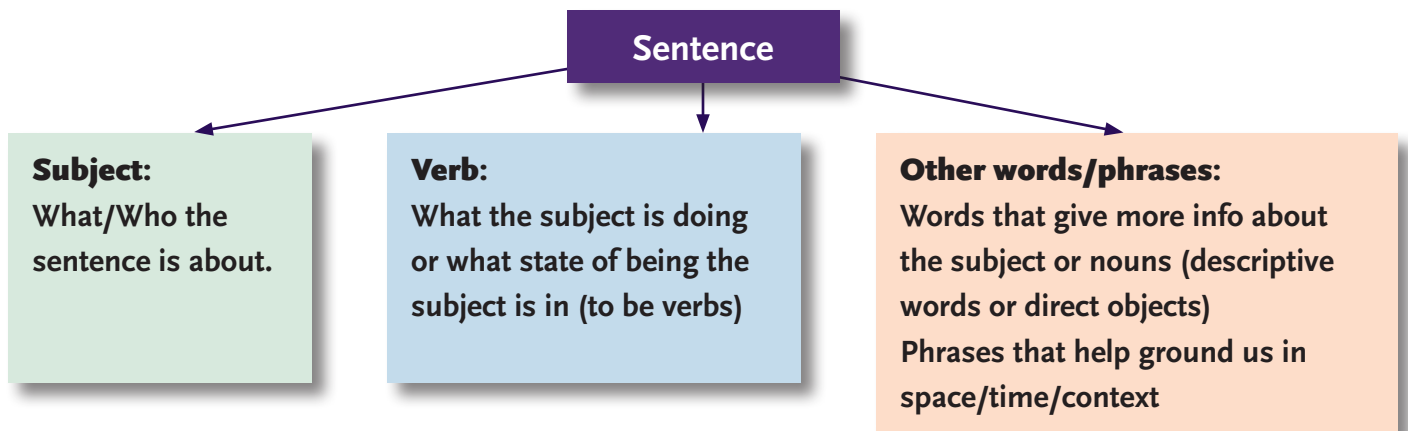 Sentence
Subject:
What/Who the
sentence is about.
Verb:
What the subject is doing
or what state of being the
subject is in (to be verbs)
Other words/phrases:
Words that give more info about
the subject or nouns (descriptive
words or direct objects)
Phrases that help ground us in
space/time/context